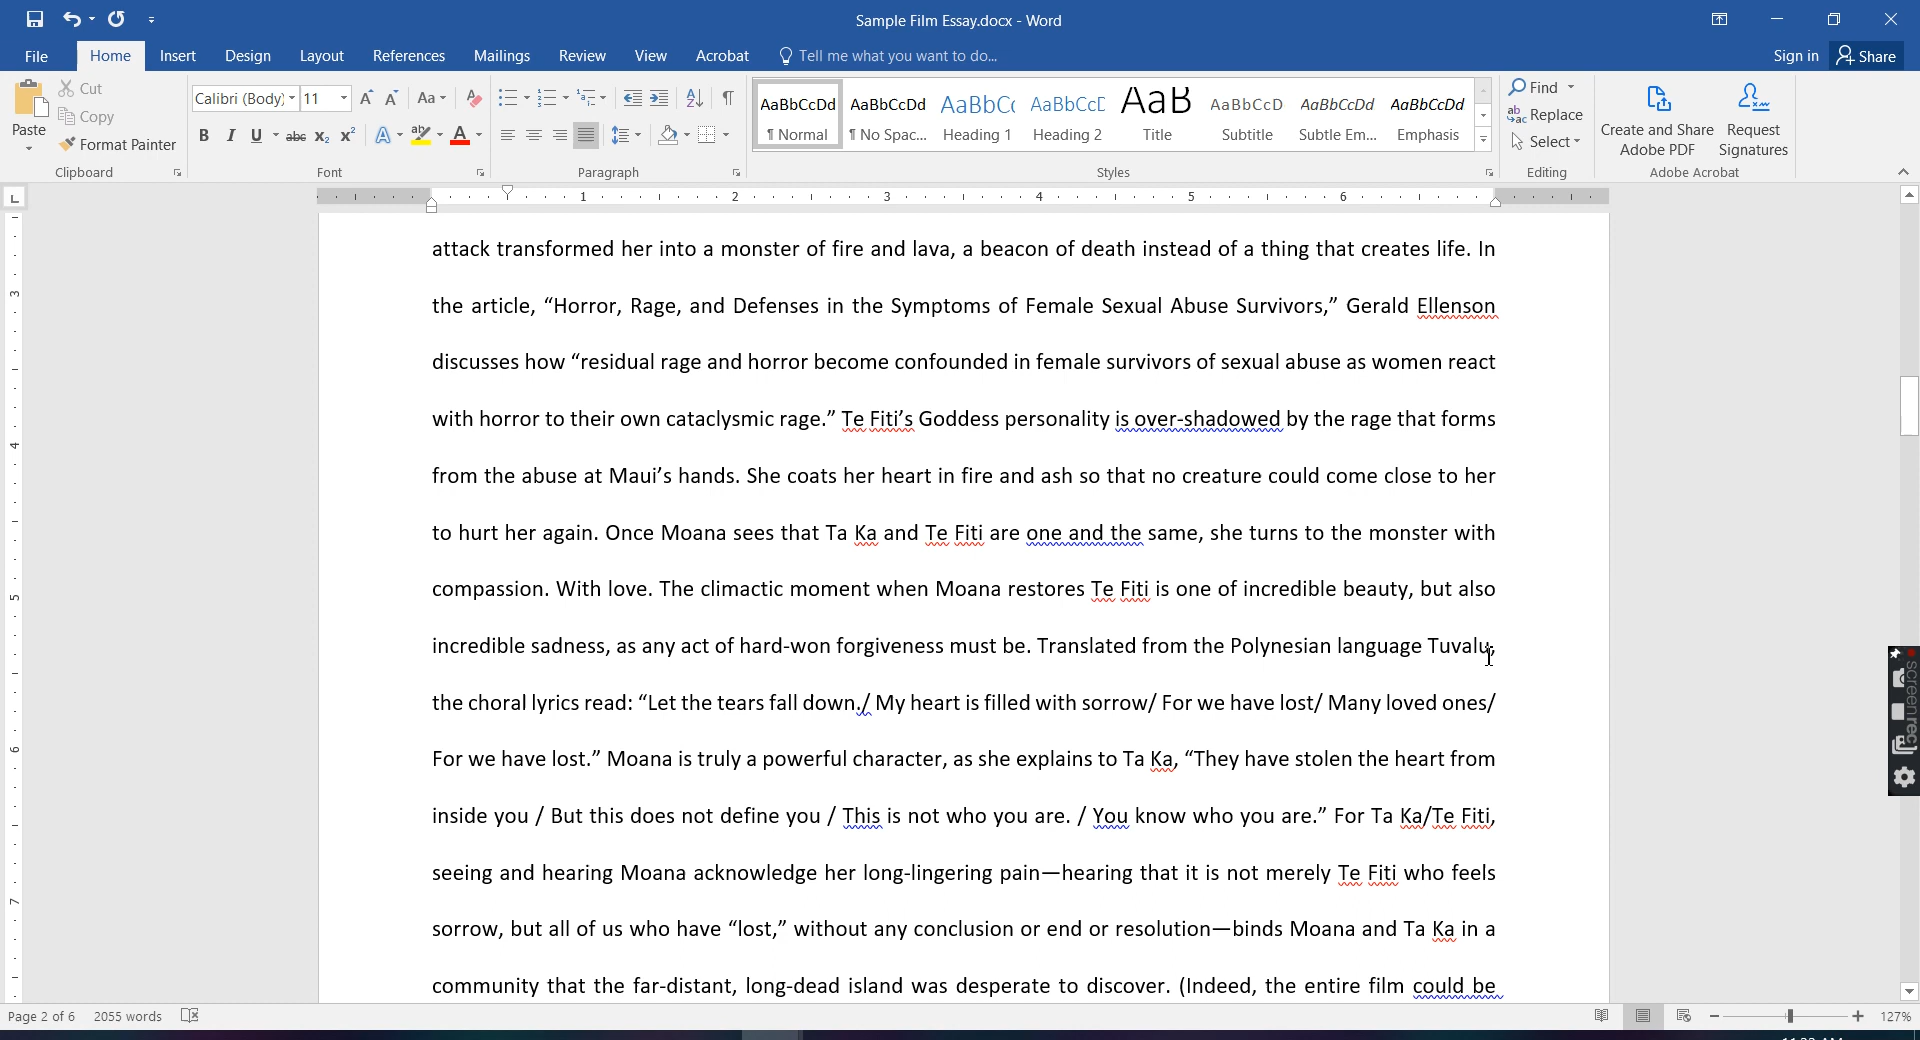 Sample Film Essay.docx - Word
File Home Insert Design Layout References Mailings Review View Acrobat Tell me what you want to do... Sign in Share
Paste Cut Copy Format Painter Clipboard
Calibri (Body) 11 Aa
B I U abc X₂ X² A ab A Font
Paragraph
AaBbCcDd AaBbCcDd AaBbCc AaBbCcC AaB AaBbCcD AaBbCcDd AaBbCcDd
¶ Normal ¶ No Spac... Heading 1 Heading 2 Title Subtitle Subtle Em... Emphasis
Styles
Find
Replace
Select
Editing
Create and Share Adobe PDF Request Signatures
Adobe Acrobat
L 1 2 3 4 5 6
3
4
5
6
7
attack transformed her into a monster of fire and lava, a beacon of death instead of a thing that creates life. In
the article, “Horror, Rage, and Defenses in the Symptoms of Female Sexual Abuse Survivors,” Gerald Ellenson
discusses how “residual rage and horror become confounded in female survivors of sexual abuse as women react
with horror to their own cataclysmic rage.” Te Fiti’s Goddess personality is over-shadowed by the rage that forms
from the abuse at Maui’s hands. She coats her heart in fire and ash so that no creature could come close to her
to hurt her again. Once Moana sees that Ta Ka and Te Fiti are one and the same, she turns to the monster with
compassion. With love. The climactic moment when Moana restores Te Fiti is one of incredible beauty, but also
incredible sadness, as any act of hard-won forgiveness must be. Translated from the Polynesian language Tuvalu,
the choral lyrics read: “Let the tears fall down./ My heart is filled with sorrow/ For we have lost/ Many loved ones/
For we have lost.” Moana is truly a powerful character, as she explains to Ta Ka, “They have stolen the heart from
inside you / But this does not define you / This is not who you are. / You know who you are.” For Ta Ka/Te Fiti,
seeing and hearing Moana acknowledge her long-lingering pain—hearing that it is not merely Te Fiti who feels
sorrow, but all of us who have “lost,” without any conclusion or end or resolution—binds Moana and Ta Ka in a
community that the far-distant, long-dead island was desperate to discover. (Indeed, the entire film could be
screenrec
Page 2 of 6 2055 words 127%